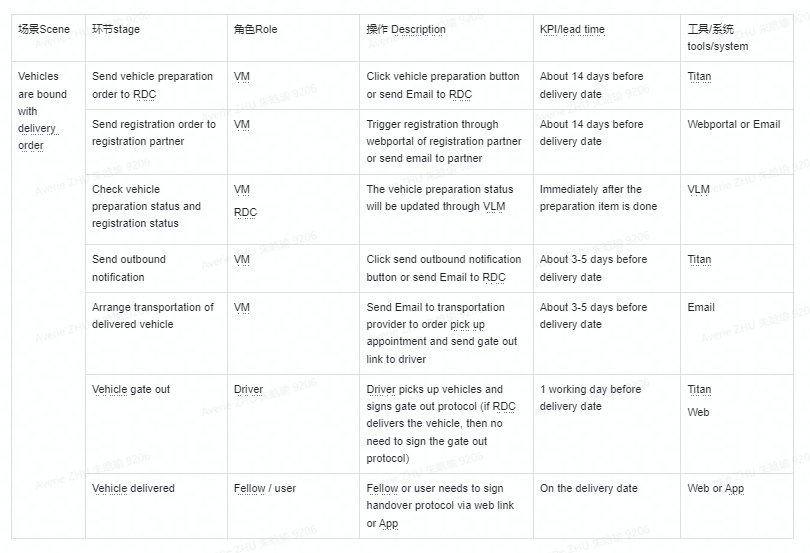 场景Scene
环节stage
角色Role
操作 Description
KPI/lead time
工具/系统
tools/system
Vehicles
are bound
with
delivery
order
Send vehicle preparation
order to RDC
VM
Click vehicle preparation button
or send Email to RDC
About 14 days before
delivery date
Titan
Send registration order to
registration partner
VM
Trigger registration through
webportal of registration partner
or send email to partner
About 14 days before
delivery date
Webportal or Email
Check vehicle
preparation status and
registration status
VM
RDC
The vehicle preparation status
will be updated through VLM
Immediately after the
preparation item is done
VLM
Send outbound
notification
VM
Click send outbound notification
button or send Email to RDC
About 3-5 days before
delivery date
Titan
Arrange transportation of
delivered vehicle
VM
Send Email to transportation
provider to order pick up
appointment and send gate out
link to driver
About 3-5 days before
delivery date
Email
Vehicle gate out
Driver
Driver picks up vehicles and
signs gate out protocol (if RDC
delivers the vehicle, then no
need to sign the gate out
protocol)
1 working day before
delivery date
Titan
Web
Vehicle delivered
Fellow / user
Fellow or user needs to sign
handover protocol via web link
or App
On the delivery date
Web or App